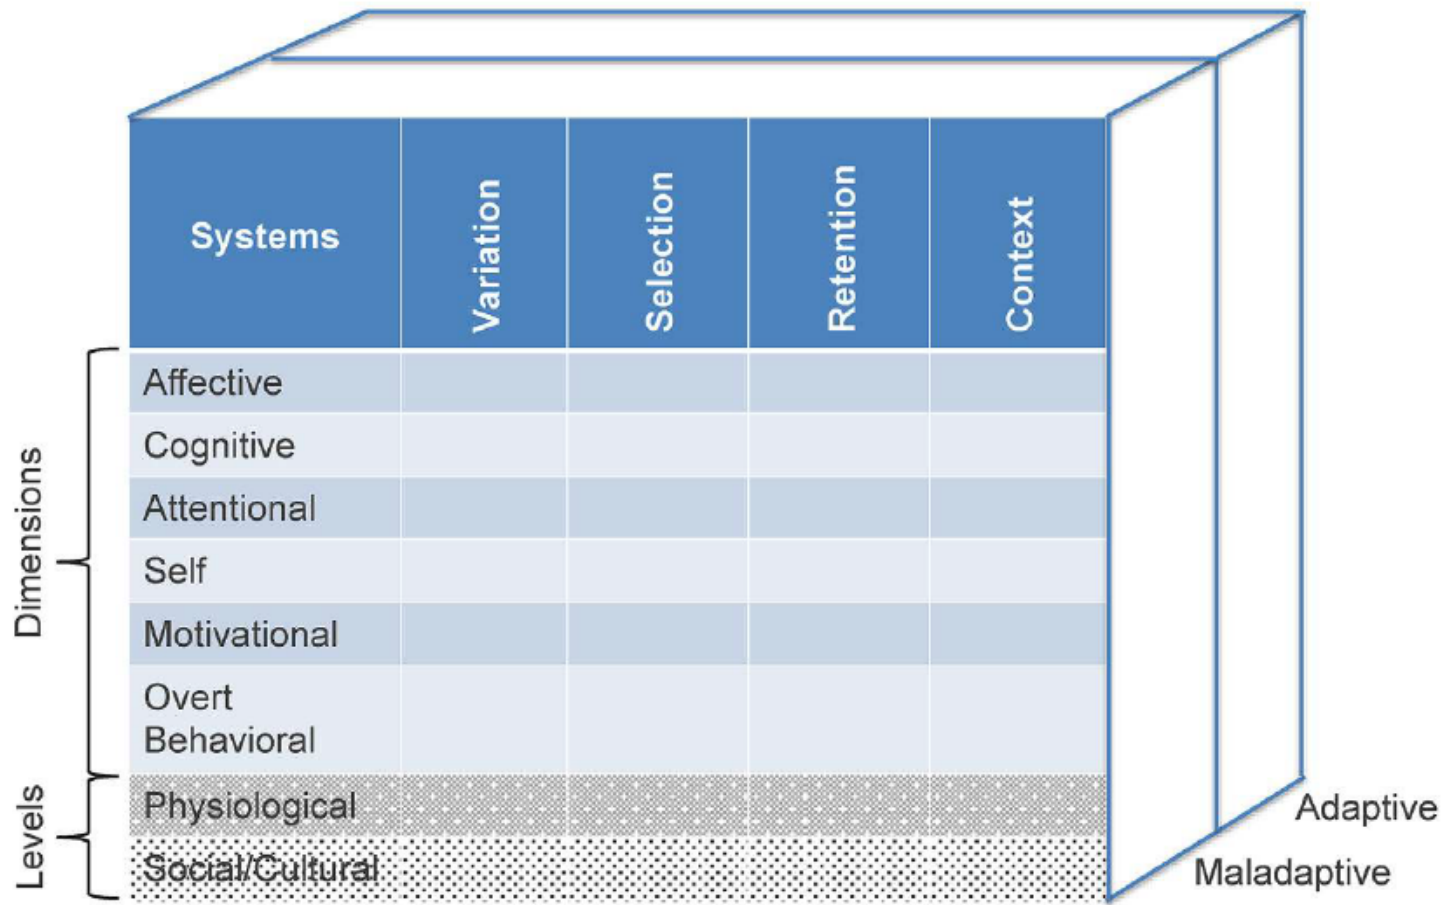 Systems
Variation
Selection
Retention
Context
Dimensions
Affective
Cognitive
Attentional
Self
Motivational
Overt
Behavioral
Levels
Physiological
Social/Cultural
Adaptive
Maladaptive